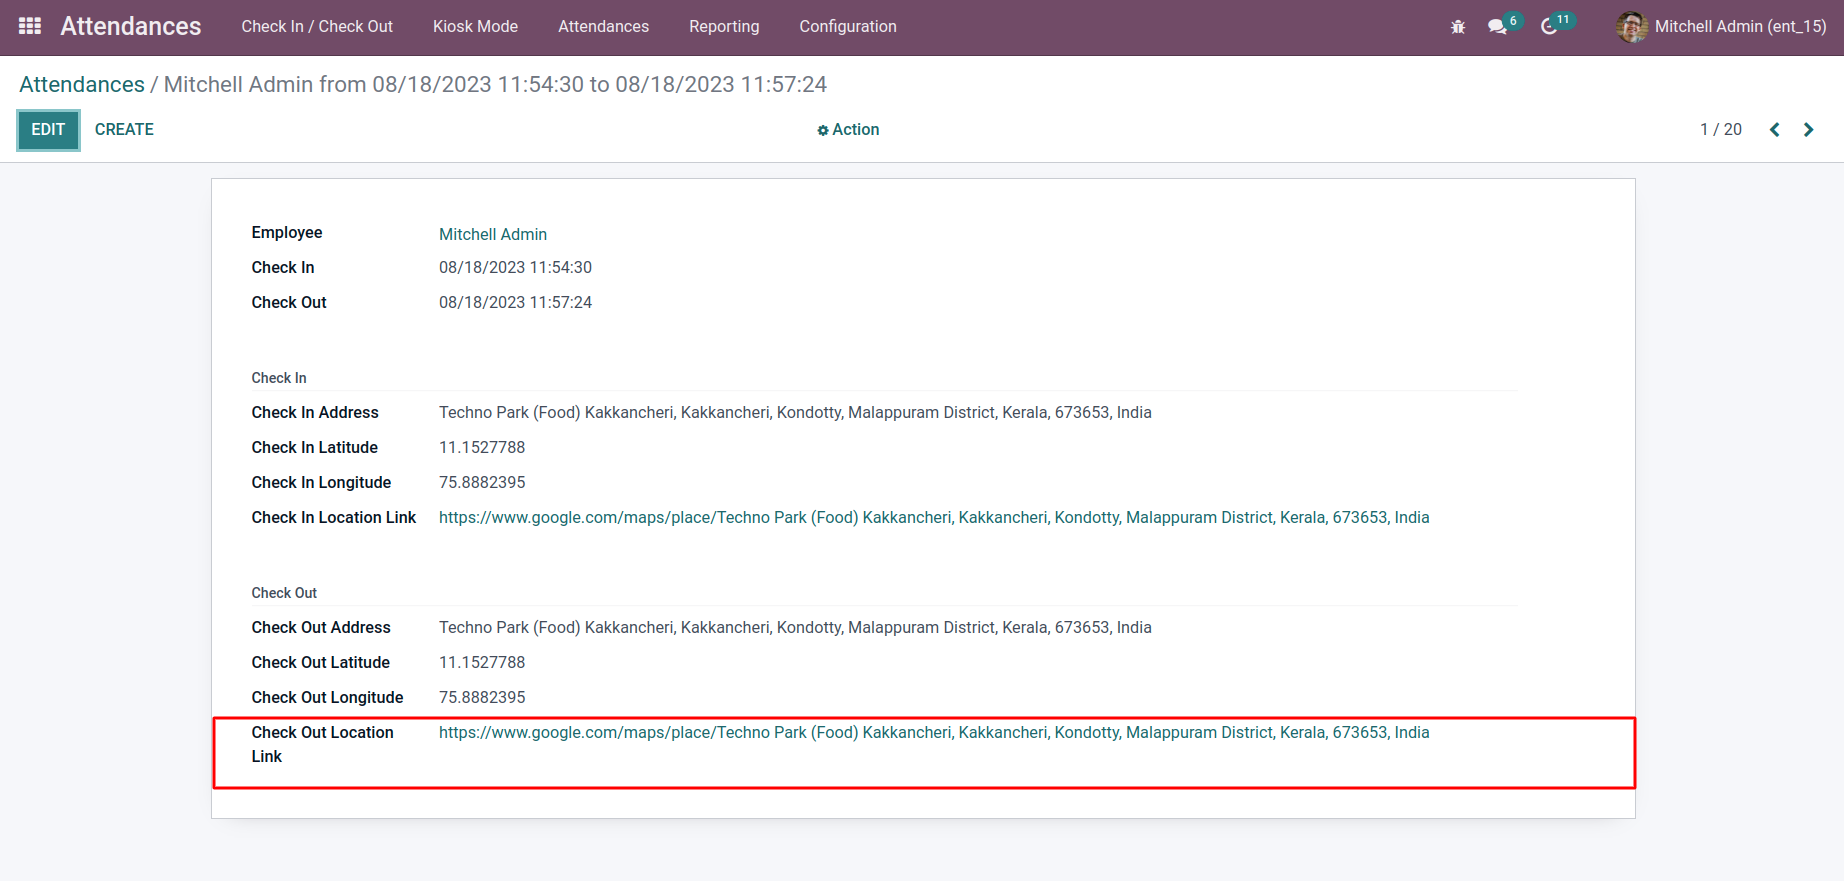 Attendances Check In / Check Out Kiosk Mode Attendances Reporting Configuration 6 11 Mitchell Admin (ent_15)
Attendances / Mitchell Admin from 08/18/2023 11:54:30 to 08/18/2023 11:57:24
EDIT CREATE Action 1 / 20
Employee Mitchell Admin
Check In 08/18/2023 11:54:30
Check Out 08/18/2023 11:57:24
Check In
Check In Address Techno Park (Food) Kakkancheri, Kakkancheri, Kondotty, Malappuram District, Kerala, 673653, India
Check In Latitude 11.1527788
Check In Longitude 75.8882395
Check In Location Link https://www.google.com/maps/place/Techno Park (Food) Kakkancheri, Kakkancheri, Kondotty, Malappuram District, Kerala, 673653, India
Check Out
Check Out Address Techno Park (Food) Kakkancheri, Kakkancheri, Kondotty, Malappuram District, Kerala, 673653, India
Check Out Latitude 11.1527788
Check Out Longitude 75.8882395
Check Out Location https://www.google.com/maps/place/Techno Park (Food) Kakkancheri, Kakkancheri, Kondotty, Malappuram District, Kerala, 673653, India
Link